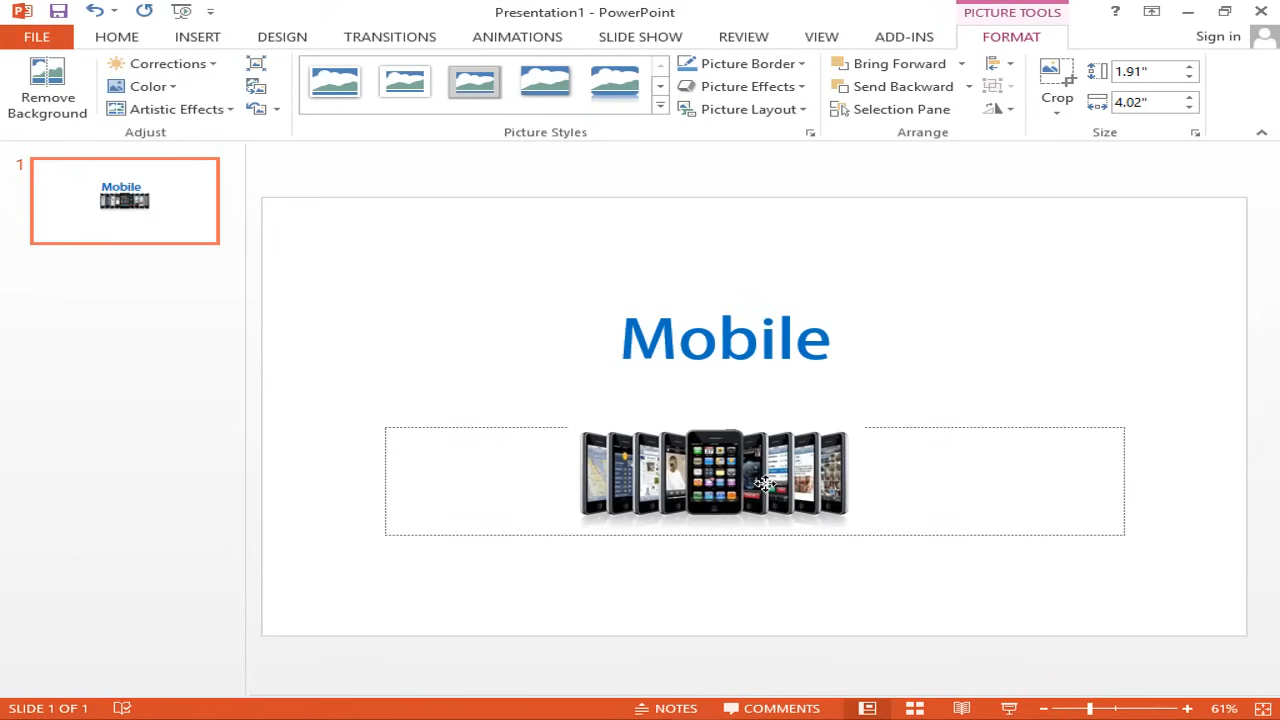 Presentation1 - PowerPoint
PICTURE TOOLS
?
FILE
HOME
INSERT
DESIGN
TRANSITIONS
ANIMATIONS
SLIDE SHOW
REVIEW
VIEW
ADD-INS
FORMAT
Sign in
Remove
Background
Corrections
Color
Artistic Effects
Adjust
Picture Styles
Picture Border
Picture Effects
Picture Layout
Bring Forward
Send Backward
Selection Pane
Arrange
Crop
1.91"
4.02"
Size
1
Mobile
Mobile
SLIDE 1 OF 1
NOTES
COMMENTS
61%